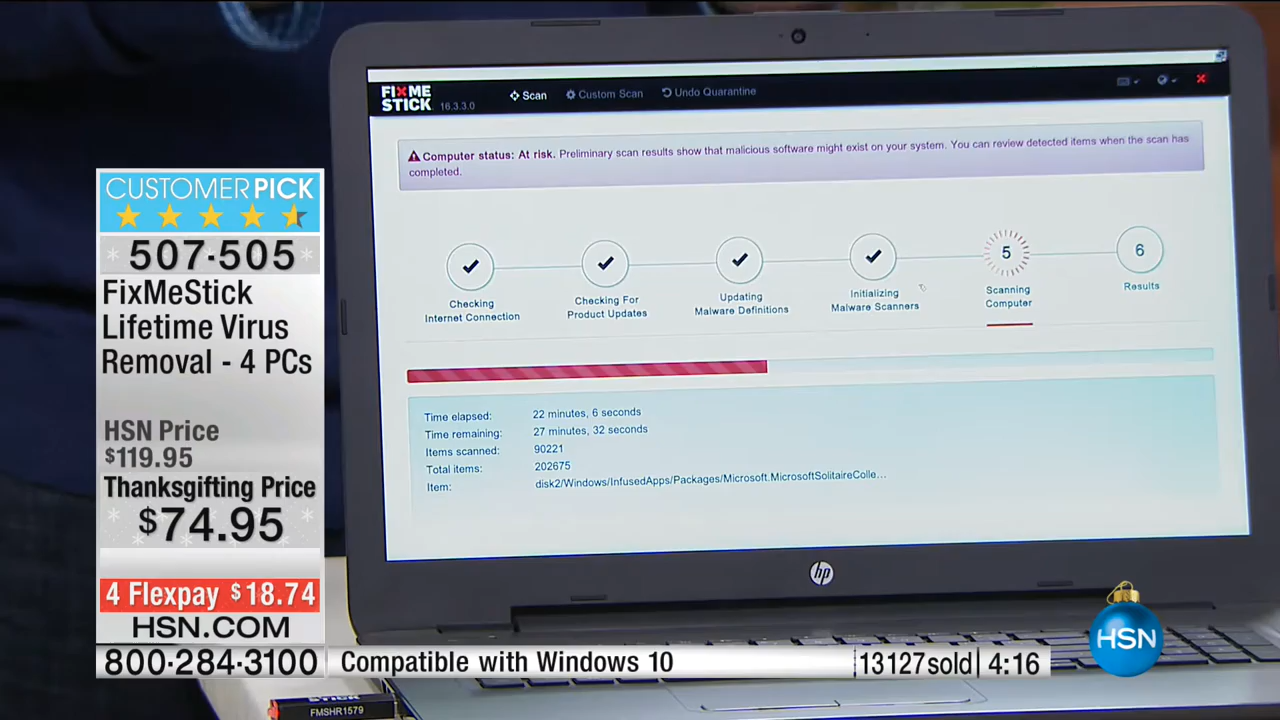 FIXME
STICK
16.3.3.0
Scan
Custom Scan
Undo Quarantine
Computer status: At risk. Preliminary scan results show that malicious software might exist on your system. You can review detected items when the scan has
completed.
5
6
Checking
Internet Connection
Checking For
Product Updates
Updating
Malware Definitions
Initializing
Malware Scanners
Scanning
Computer
Results
Time elapsed: 22 minutes, 6 seconds
Time remaining: 27 minutes, 32 seconds
Items scanned: 90221
Total items: 202675
Item: disk2/Windows/InfusedApps/Packages/Microsoft.MicrosoftSolitaireColle...
hp
CUSTOMER PICK
507·505
FixMeStick
Lifetime Virus
Removal - 4 PCs
HSN Price
$119.95
Thanksgifting Price
$74.95
4 Flexpay $18.74
HSN.COM
800·284·3100
Compatible with Windows 10
13127sold
4:16
HSN
STICK
FMSHR1579